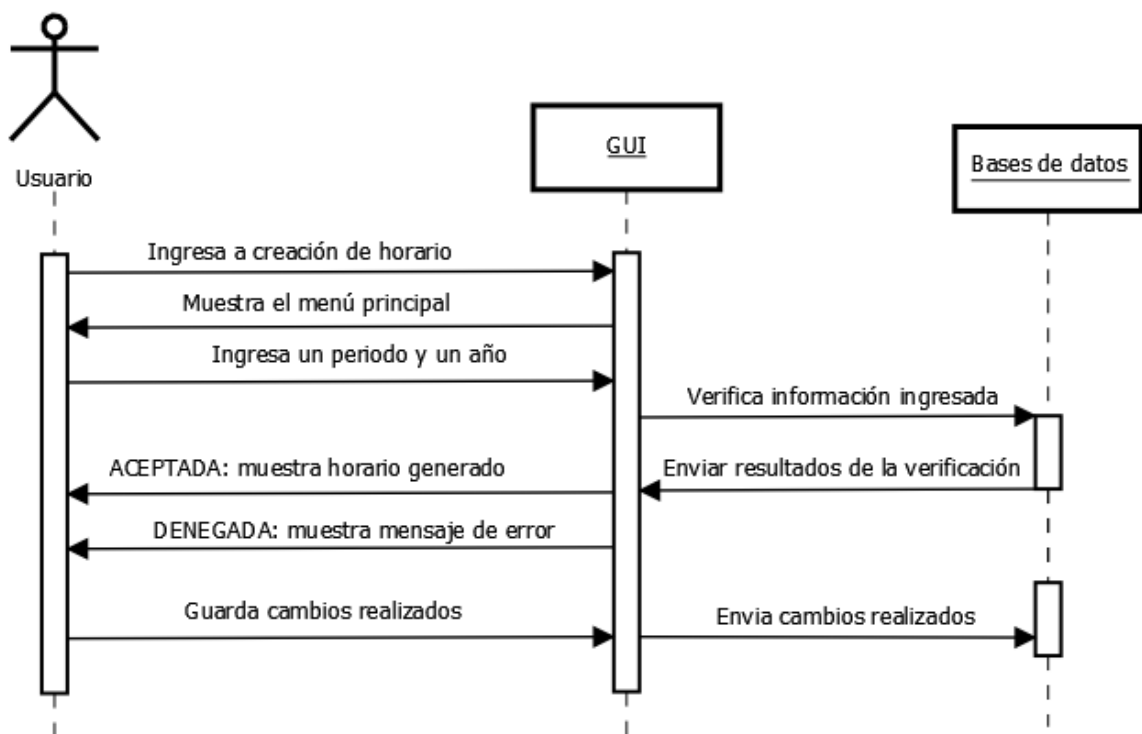 GUI
Bases de datos
Usuario
Ingresa a creación de horario
Muestra el menú principal
Ingresa un periodo y un año
Verifica información ingresada
ACEPTADA: muestra horario generado
Enviar resultados de la verificación
DENEGADA: muestra mensaje de error
Guarda cambios realizados
Envia cambios realizados